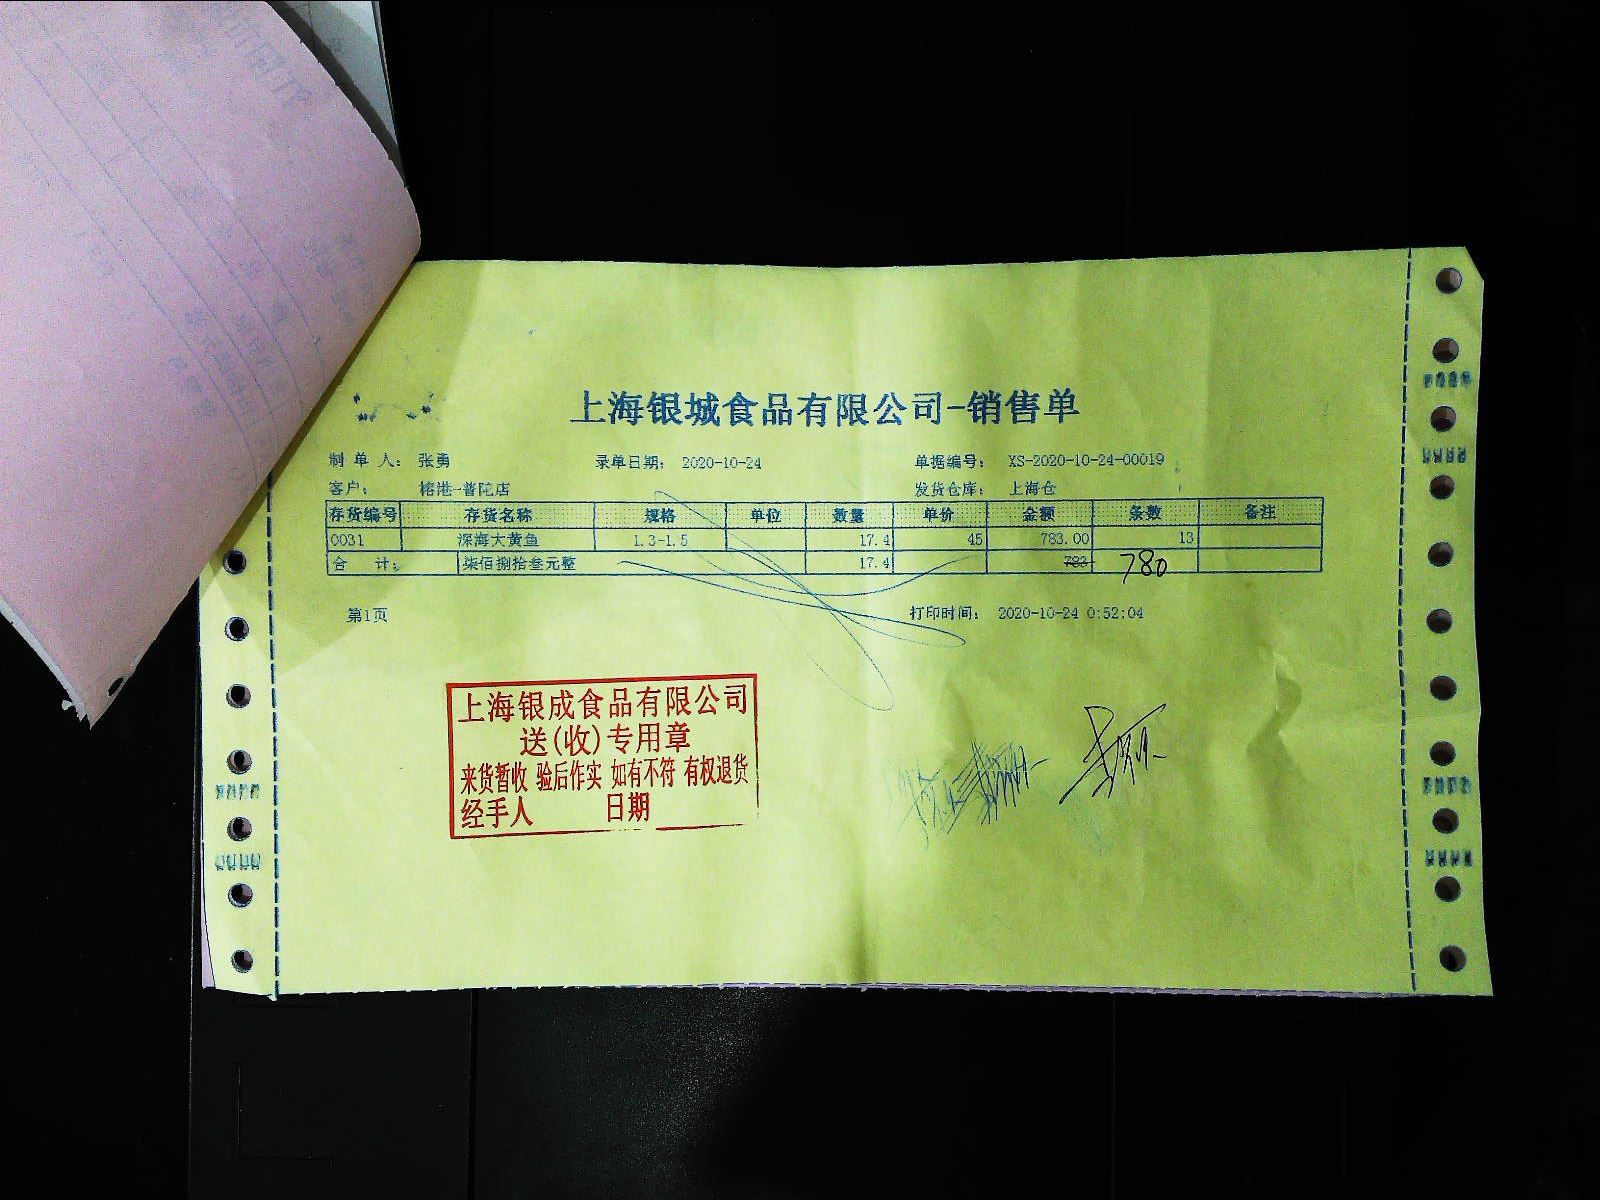 上海银城食品有限公司-销售单
制 单 人： 张勇 录单日期： 2020-10-24 单据编号： XS-2020-10-24-00019
客户： 榕港-普陀店 发货仓库： 上海仓
存货编号 存货名称 规格 单位 数量 单价 金额 条数 备注
0031 深海大黄鱼 1.3-1.5 17.4 45 783.00 13
合 计： 柒佰捌拾叁元整 17.4 783 780
第1页 打印时间： 2020-10-24 0:52:04
上海银成食品有限公司
送(收)专用章
来货暂收 验后作实 如有不符 有权退货
经手人 日期